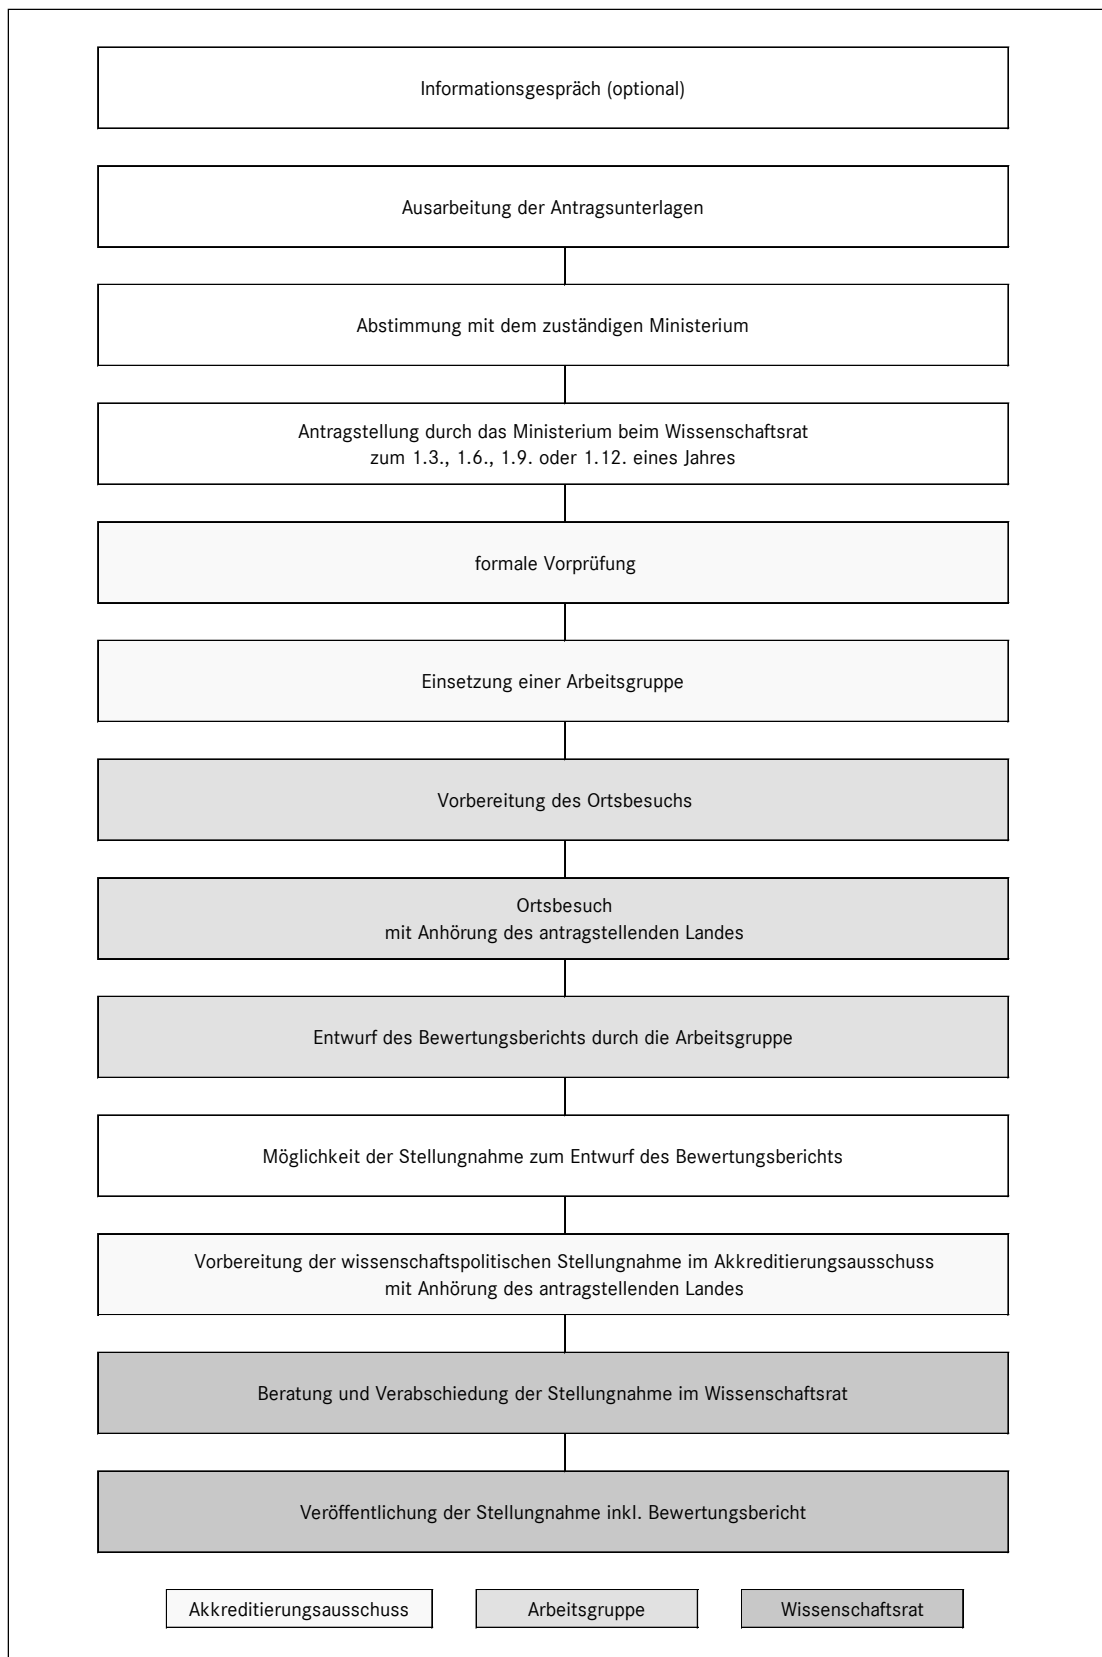 Informationsgespräch (optional)
Ausarbeitung der Antragsunterlagen
Abstimmung mit dem zuständigen Ministerium
Antragstellung durch das Ministerium beim Wissenschaftsrat
zum 1.3., 1.6., 1.9. oder 1.12. eines Jahres
formale Vorprüfung
Einsetzung einer Arbeitsgruppe
Vorbereitung des Ortsbesuchs
Ortsbesuch
mit Anhörung des antragstellenden Landes
Entwurf des Bewertungsberichts durch die Arbeitsgruppe
Möglichkeit der Stellungnahme zum Entwurf des Bewertungsberichts
Vorbereitung der wissenschaftspolitischen Stellungnahme im Akkreditierungsausschuss
mit Anhörung des antragstellenden Landes
Beratung und Verabschiedung der Stellungnahme im Wissenschaftsrat
Veröffentlichung der Stellungnahme inkl. Bewertungsbericht
Akkreditierungsausschuss
Arbeitsgruppe
Wissenschaftsrat